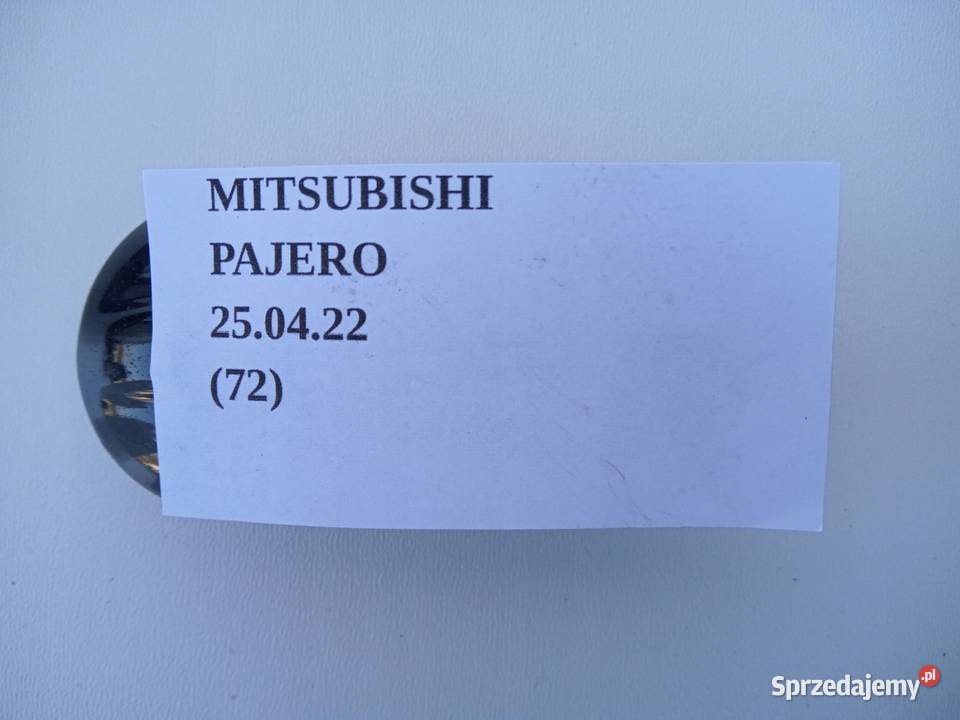 MITSUBISHI
PAJERO
25.04.22
(72)
Sprzedajemy.pl